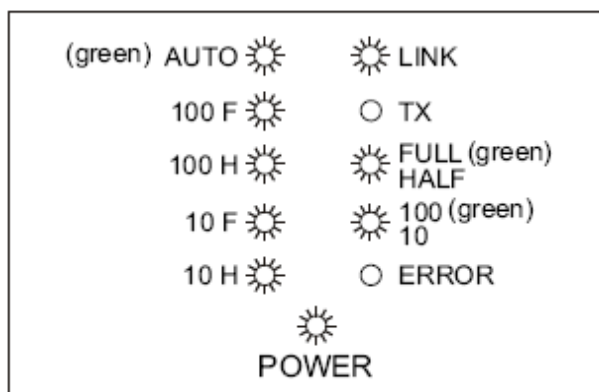 (green) AUTO LINK
100 F TX
100 H FULL (green)
HALF
10 F 100 (green)
10
10 H ERROR
POWER